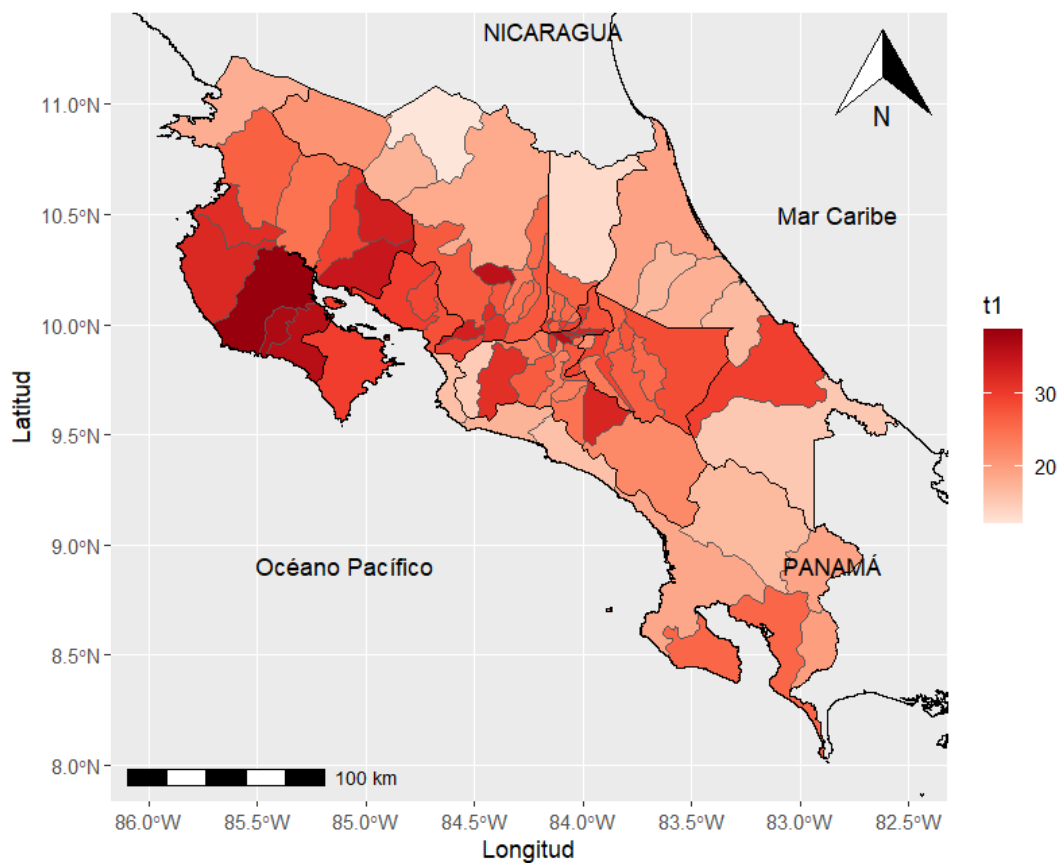 NICARAGUA
N
Mar Caribe
PANAMÁ
Océano Pacífico
100 km
11.0°N
10.5°N
10.0°N
9.5°N
9.0°N
8.5°N
8.0°N
Latitud
86.0°W 85.5°W 85.0°W 84.5°W 84.0°W 83.5°W 83.0°W 82.5°W
Longitud
t1
30
20